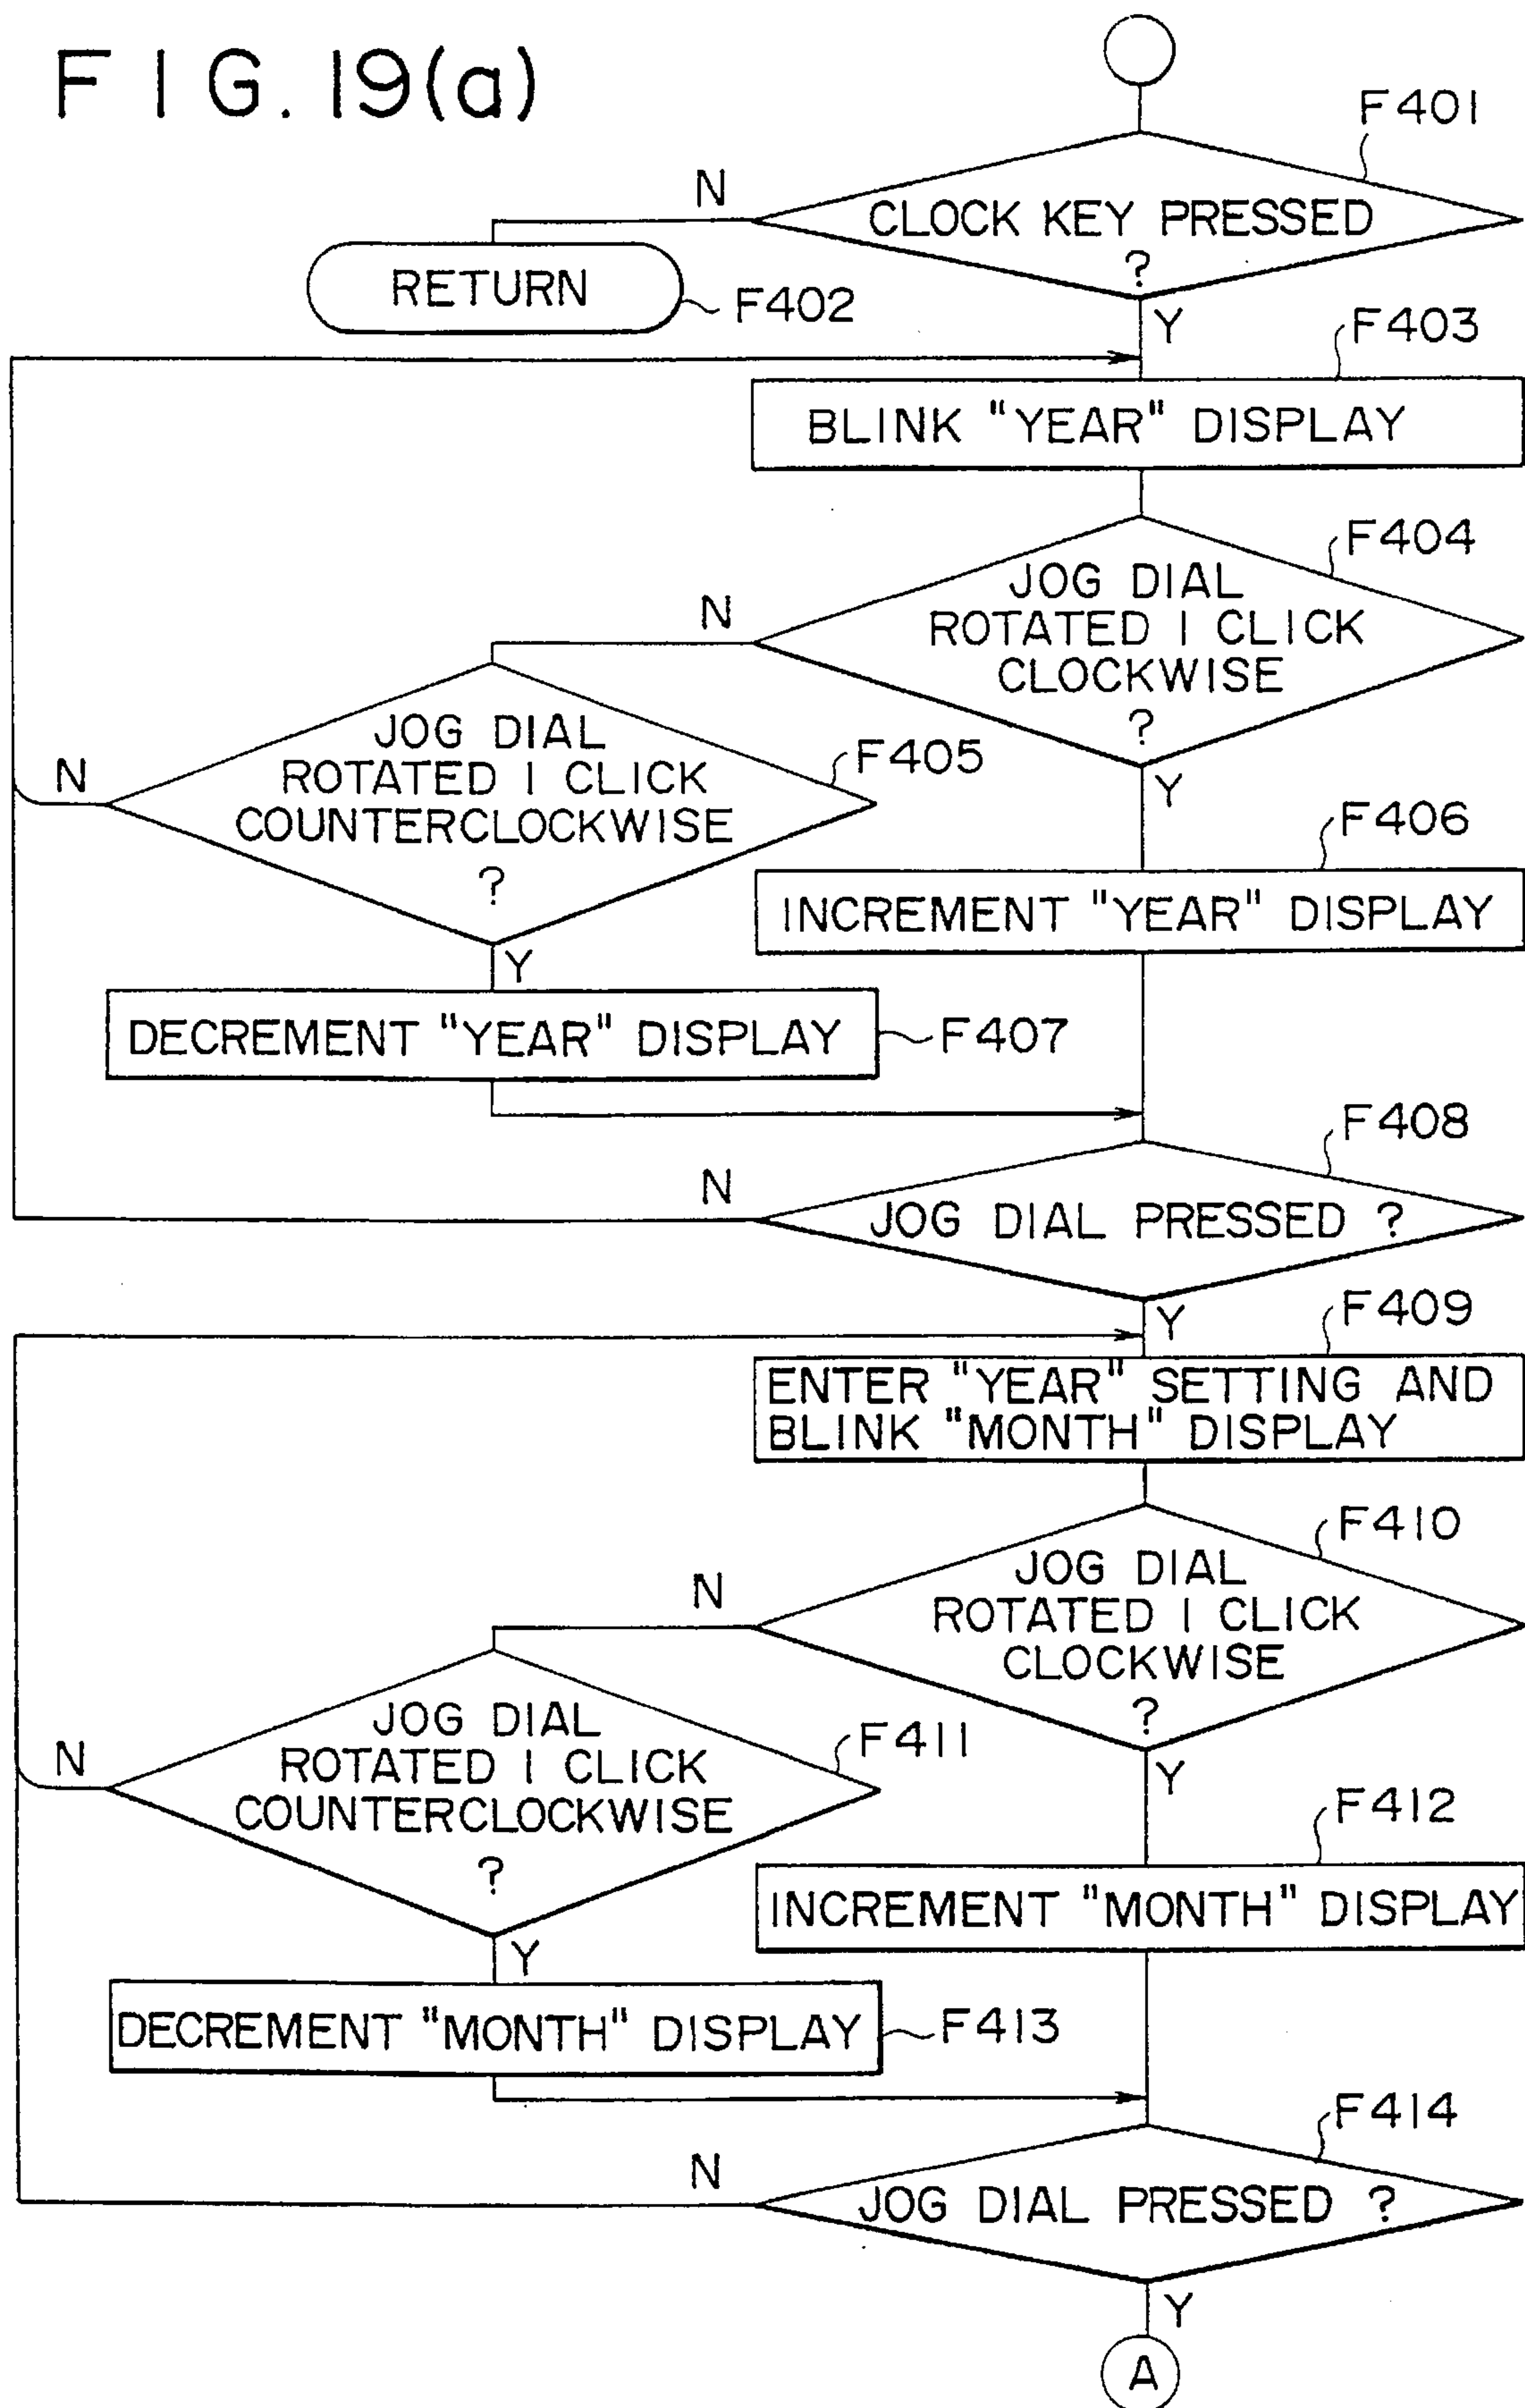 FIG. 19(a)
F401
N
CLOCK KEY PRESSED
?
RETURN
F402
Y
F403
BLINK "YEAR" DISPLAY
F404
JOG DIAL
ROTATED 1 CLICK
CLOCKWISE
?
N
Y
JOG DIAL
ROTATED 1 CLICK
COUNTERCLOCKWISE
?
F405
N
Y
F406
INCREMENT "YEAR" DISPLAY
DECREMENT "YEAR" DISPLAY
F407
F408
N
JOG DIAL PRESSED ?
Y
F409
ENTER "YEAR" SETTING AND
BLINK "MONTH" DISPLAY
F410
JOG DIAL
ROTATED 1 CLICK
CLOCKWISE
?
N
Y
JOG DIAL
ROTATED 1 CLICK
COUNTERCLOCKWISE
?
F411
N
Y
F412
INCREMENT "MONTH" DISPLAY
DECREMENT "MONTH" DISPLAY
F413
F414
N
JOG DIAL PRESSED ?
Y
A